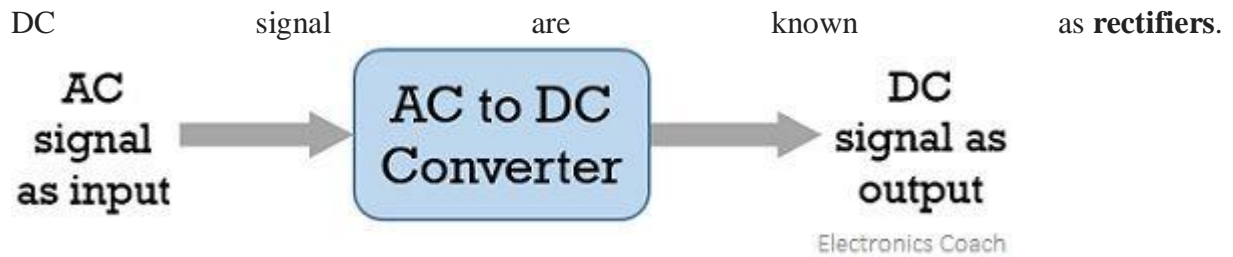 DC signal are known as rectifiers.
AC
signal
as input
AC to DC
Converter
DC
signal as
output
Electronics Coach